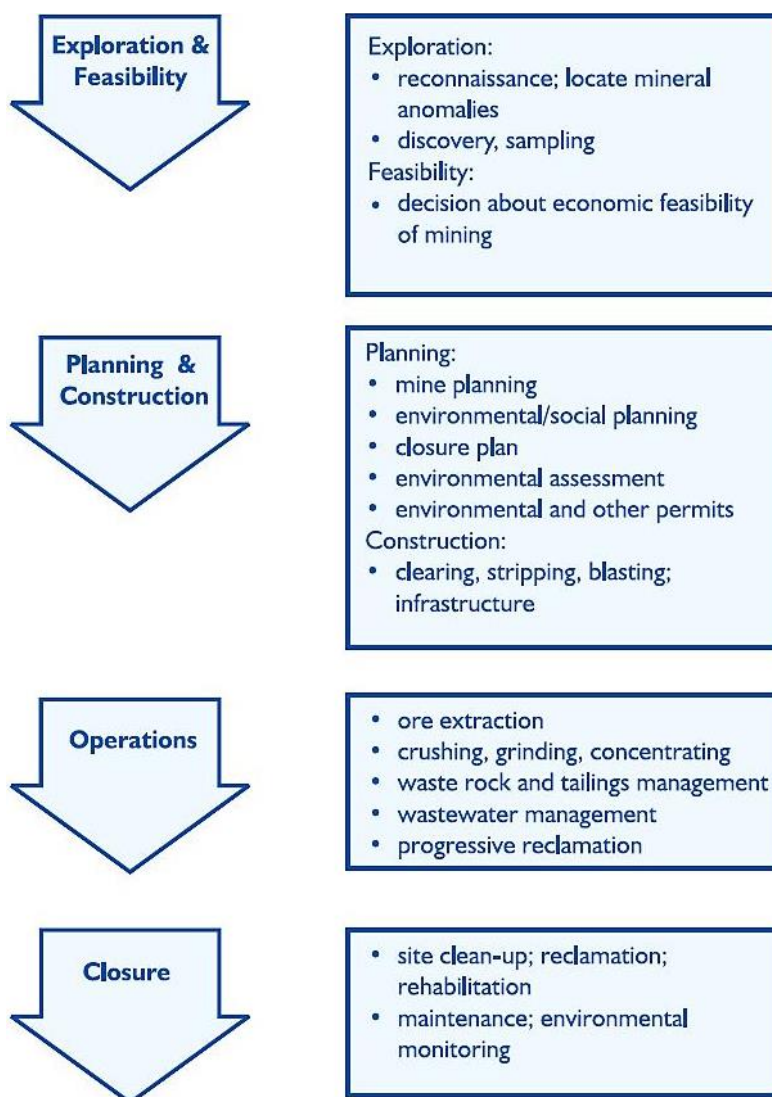 Exploration &
Feasibility
Exploration:
• reconnaissance; locate mineral
anomalies
• discovery, sampling
Feasibility:
• decision about economic feasibility
of mining
Planning &
Construction
Planning:
• mine planning
• environmental/social planning
• closure plan
• environmental assessment
• environmental and other permits
Construction:
• clearing, stripping, blasting;
infrastructure
Operations
• ore extraction
• crushing, grinding, concentrating
• waste rock and tailings management
• wastewater management
• progressive reclamation
Closure
• site clean-up; reclamation;
rehabilitation
• maintenance; environmental
monitoring